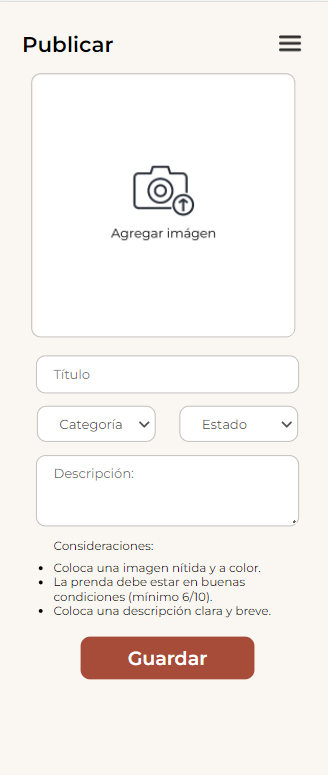 Publicar
Agregar imágen
Título
Categoría
Estado
Descripción:
Consideraciones:
Coloca una imagen nítida y a color.
La prenda debe estar en buenas
condiciones (mínimo 6/10).
Coloca una descripción clara y breve.
Guardar